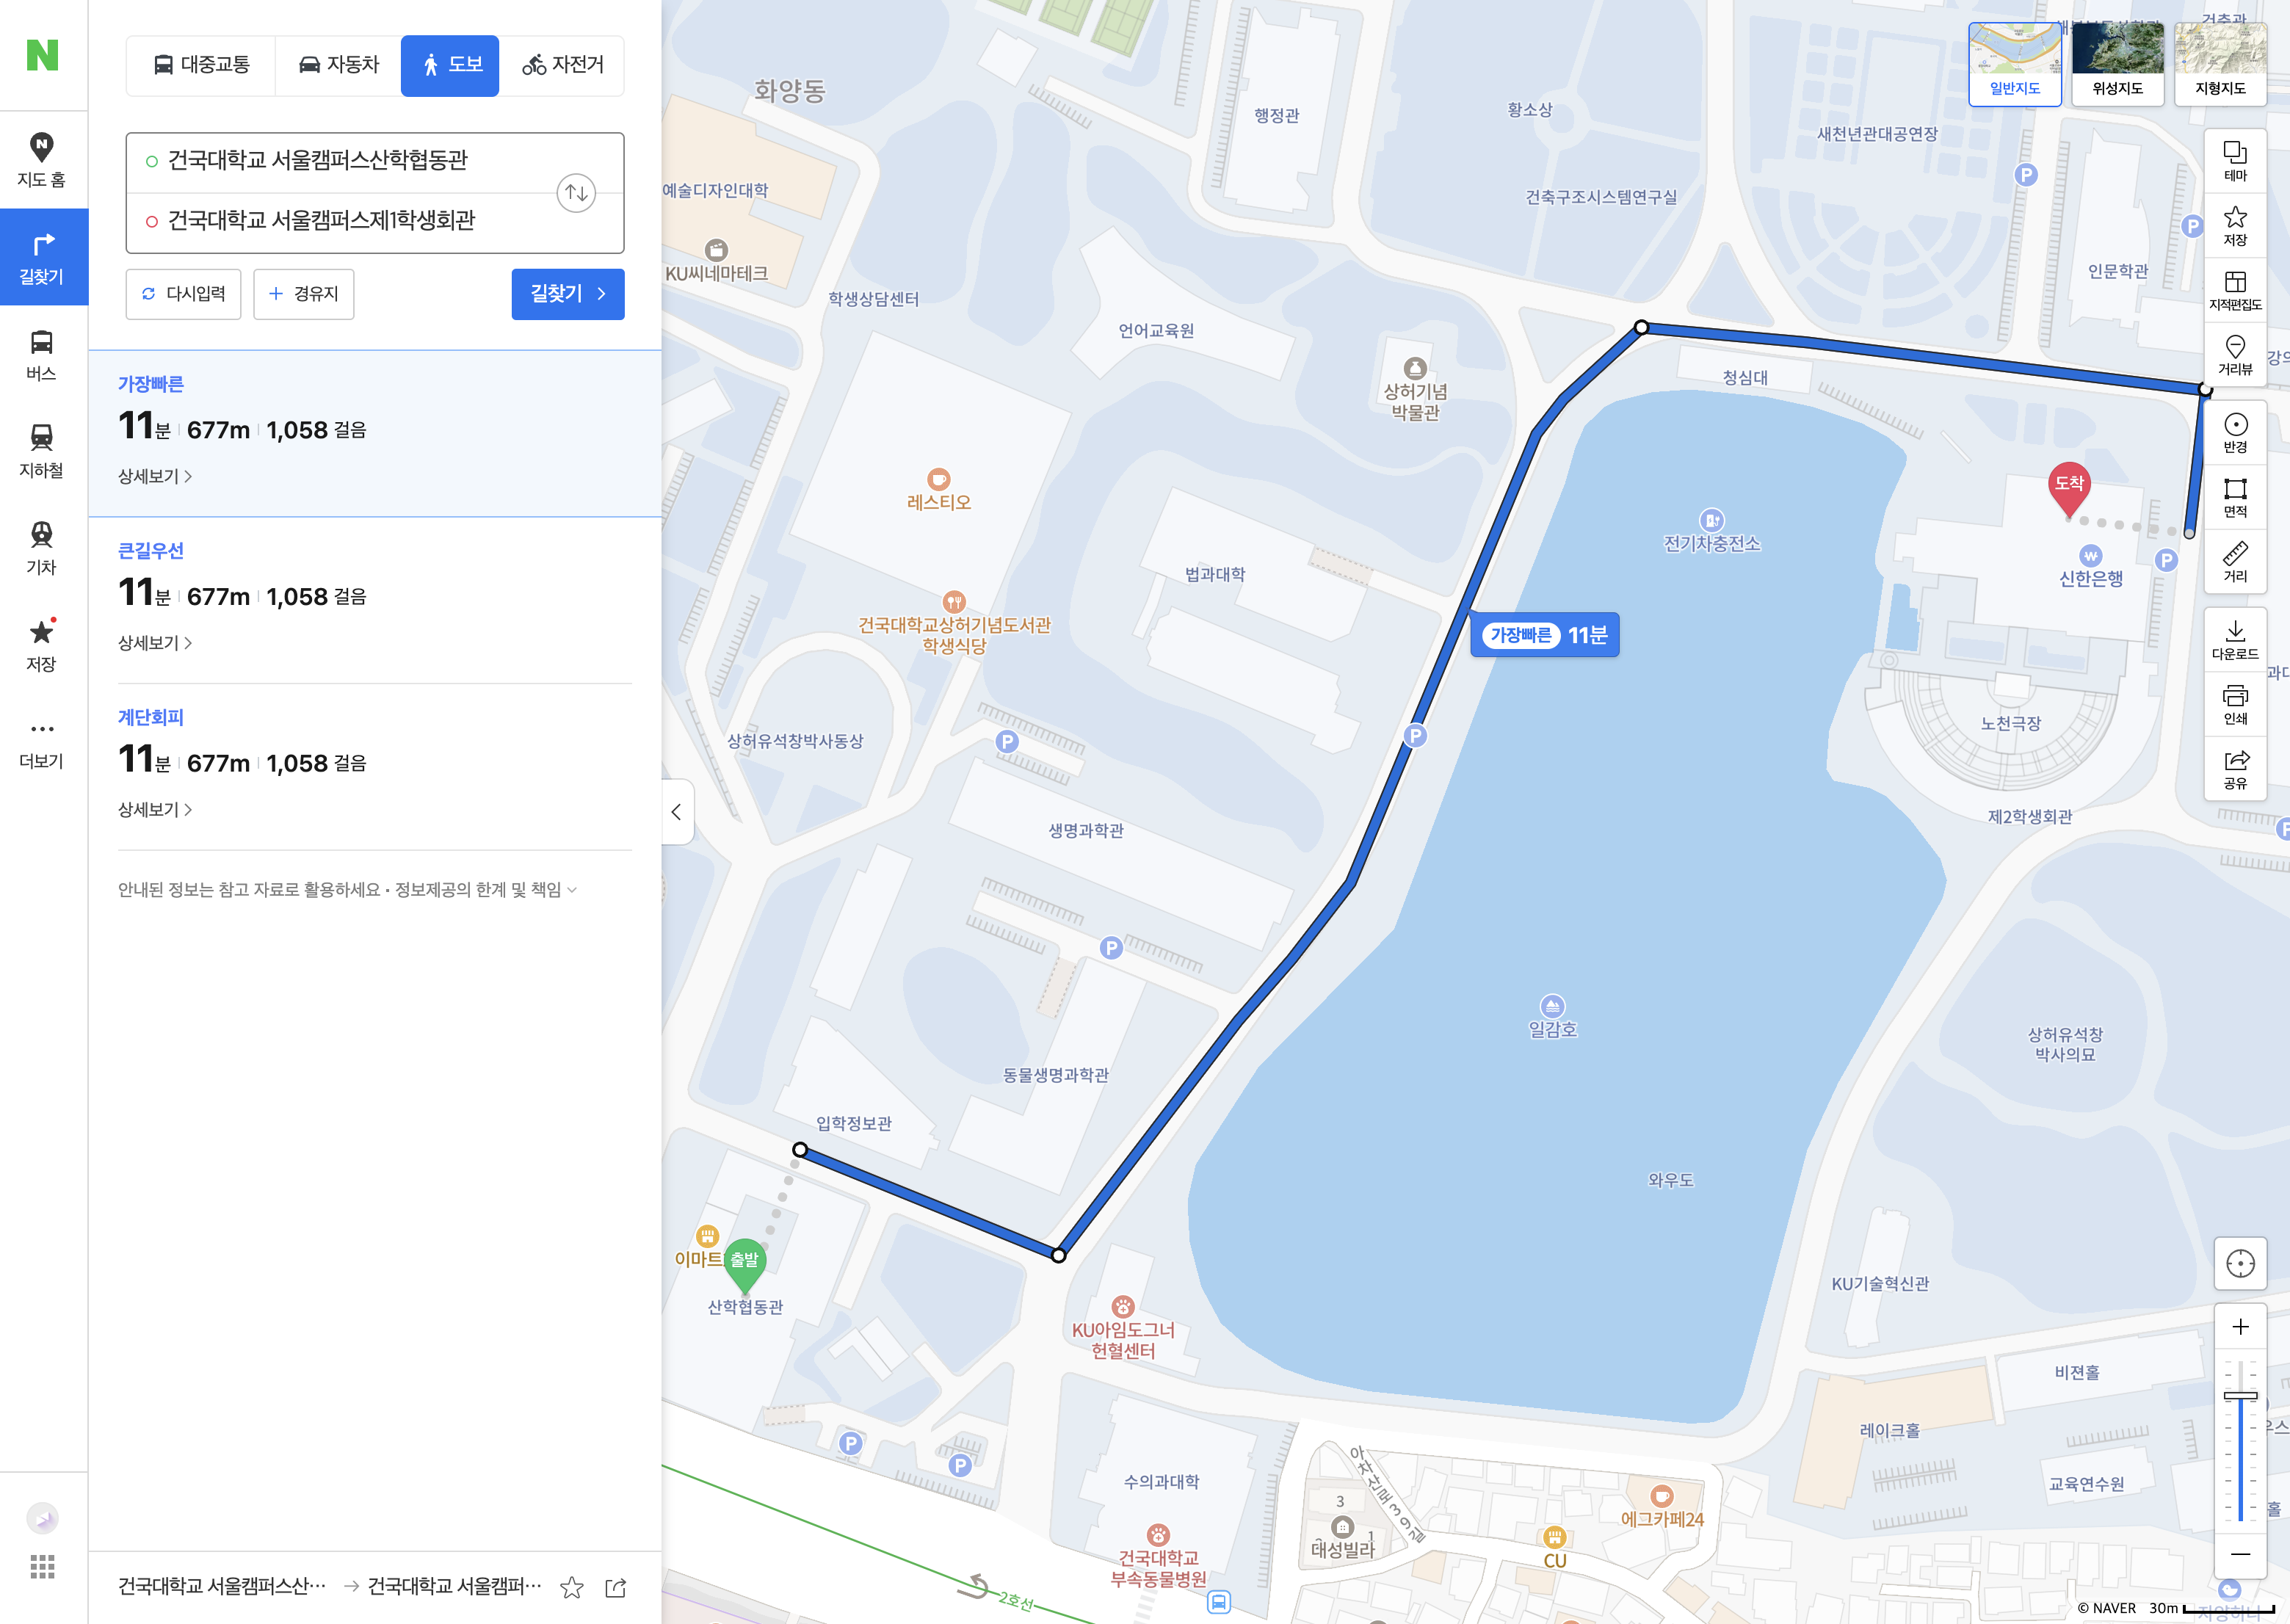 대중교통
자동차
도보
자전거
건국대학교 서울캠퍼스산학협동관
건국대학교 서울캠퍼스제1학생회관
다시입력
경유지
길찾기
지도 홈
길찾기
버스
지하철
기차
저장
더보기
가장빠른
11분 677m 1,058 걸음
상세보기
큰길우선
11분 677m 1,058 걸음
상세보기
계단회피
11분 677m 1,058 걸음
상세보기
안내된 정보는 참고 자료로 활용하세요 · 정보제공의 한계 및 책임
건국대학교 서울캠퍼스산… → 건국대학교 서울캠퍼…
화양동
행정관
황소상
새천년관대공연장
건축관
일반지도
위성지도
지형지도
예술디자인대학
건축구조시스템연구실
KU씨네마테크
학생상담센터
언어교육원
인문학관
상허기념
박물관
청심대
레스티오
전기차충전소
도착
신한은행
법과대학
건국대학교상허기념도서관
학생식당
가장빠른 11분
노천극장
상허유석창박사동상
제2학생회관
생명과학관
일감호
상허유석창
박사의묘
동물생명과학관
입학정보관
와우도
이마트
출발
산학협동관
KU아임도그너
헌혈센터
KU기술혁신관
비젼홀
레이크홀
교육연수원
수의과대학
아차산로39길
3
1
대성빌라
에그카페24
CU
건국대학교
부속동물병원
2호선
테마
저장
지적편집도
거리뷰
반경
면적
거리
다운로드
인쇄
공유
© NAVER 30m